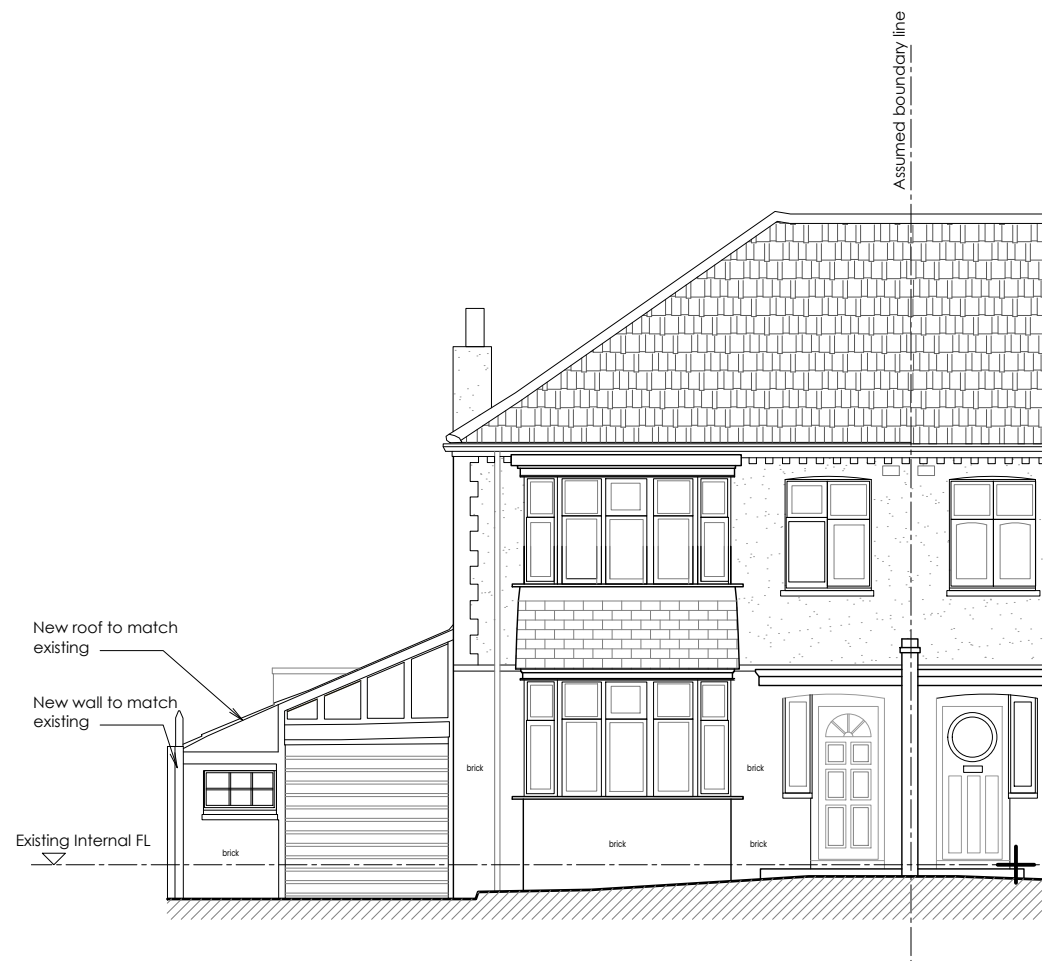 Assumed boundary line
New roof to match
existing
New wall to match
existing
brick
brick
Existing Internal FL
brick
brick
brick